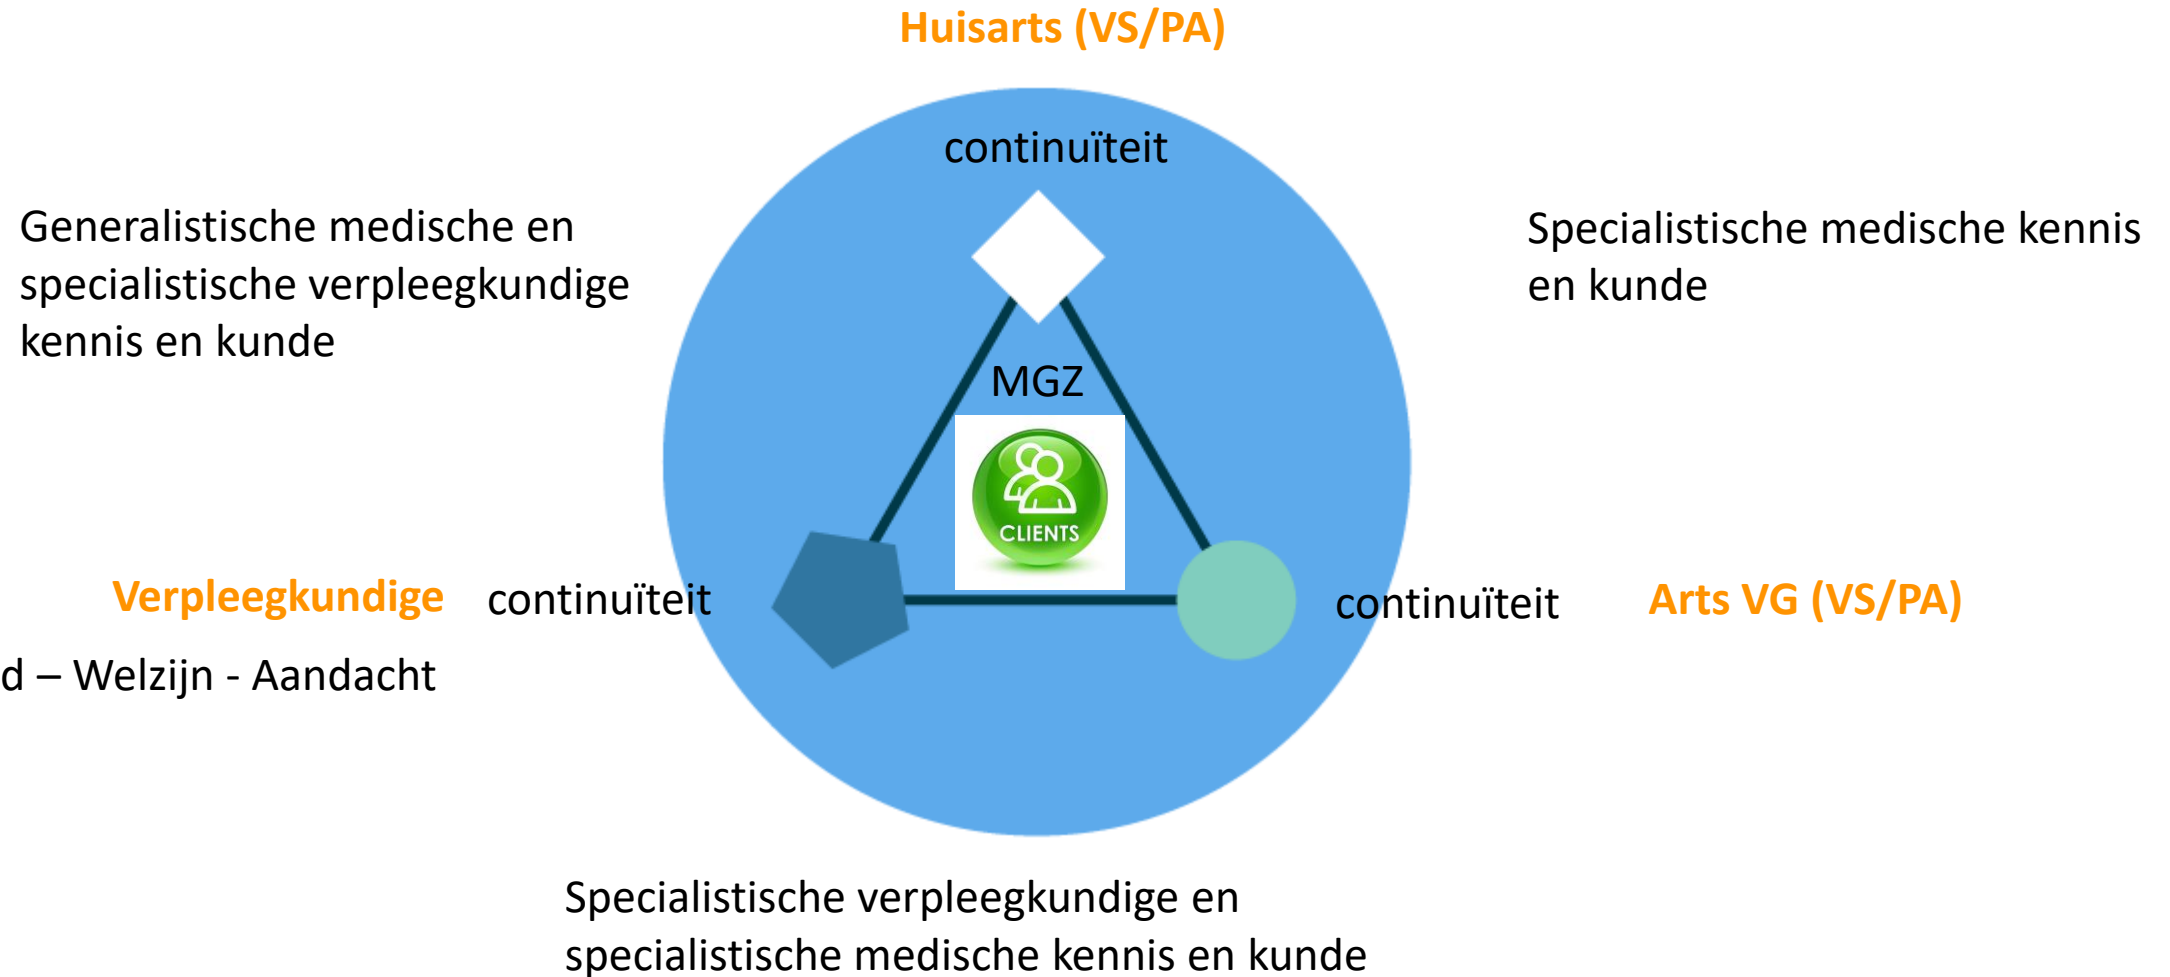 Huisarts (VS/PA)
continuïteit
Generalistische medische en
specialistische verpleegkundige
kennis en kunde
Specialistische medische kennis
en kunde
MGZ
CLIENTS
Verpleegkundige
continuïteit
continuïteit
Arts VG (VS/PA)
d – Welzijn - Aandacht
Specialistische verpleegkundige en
specialistische medische kennis en kunde